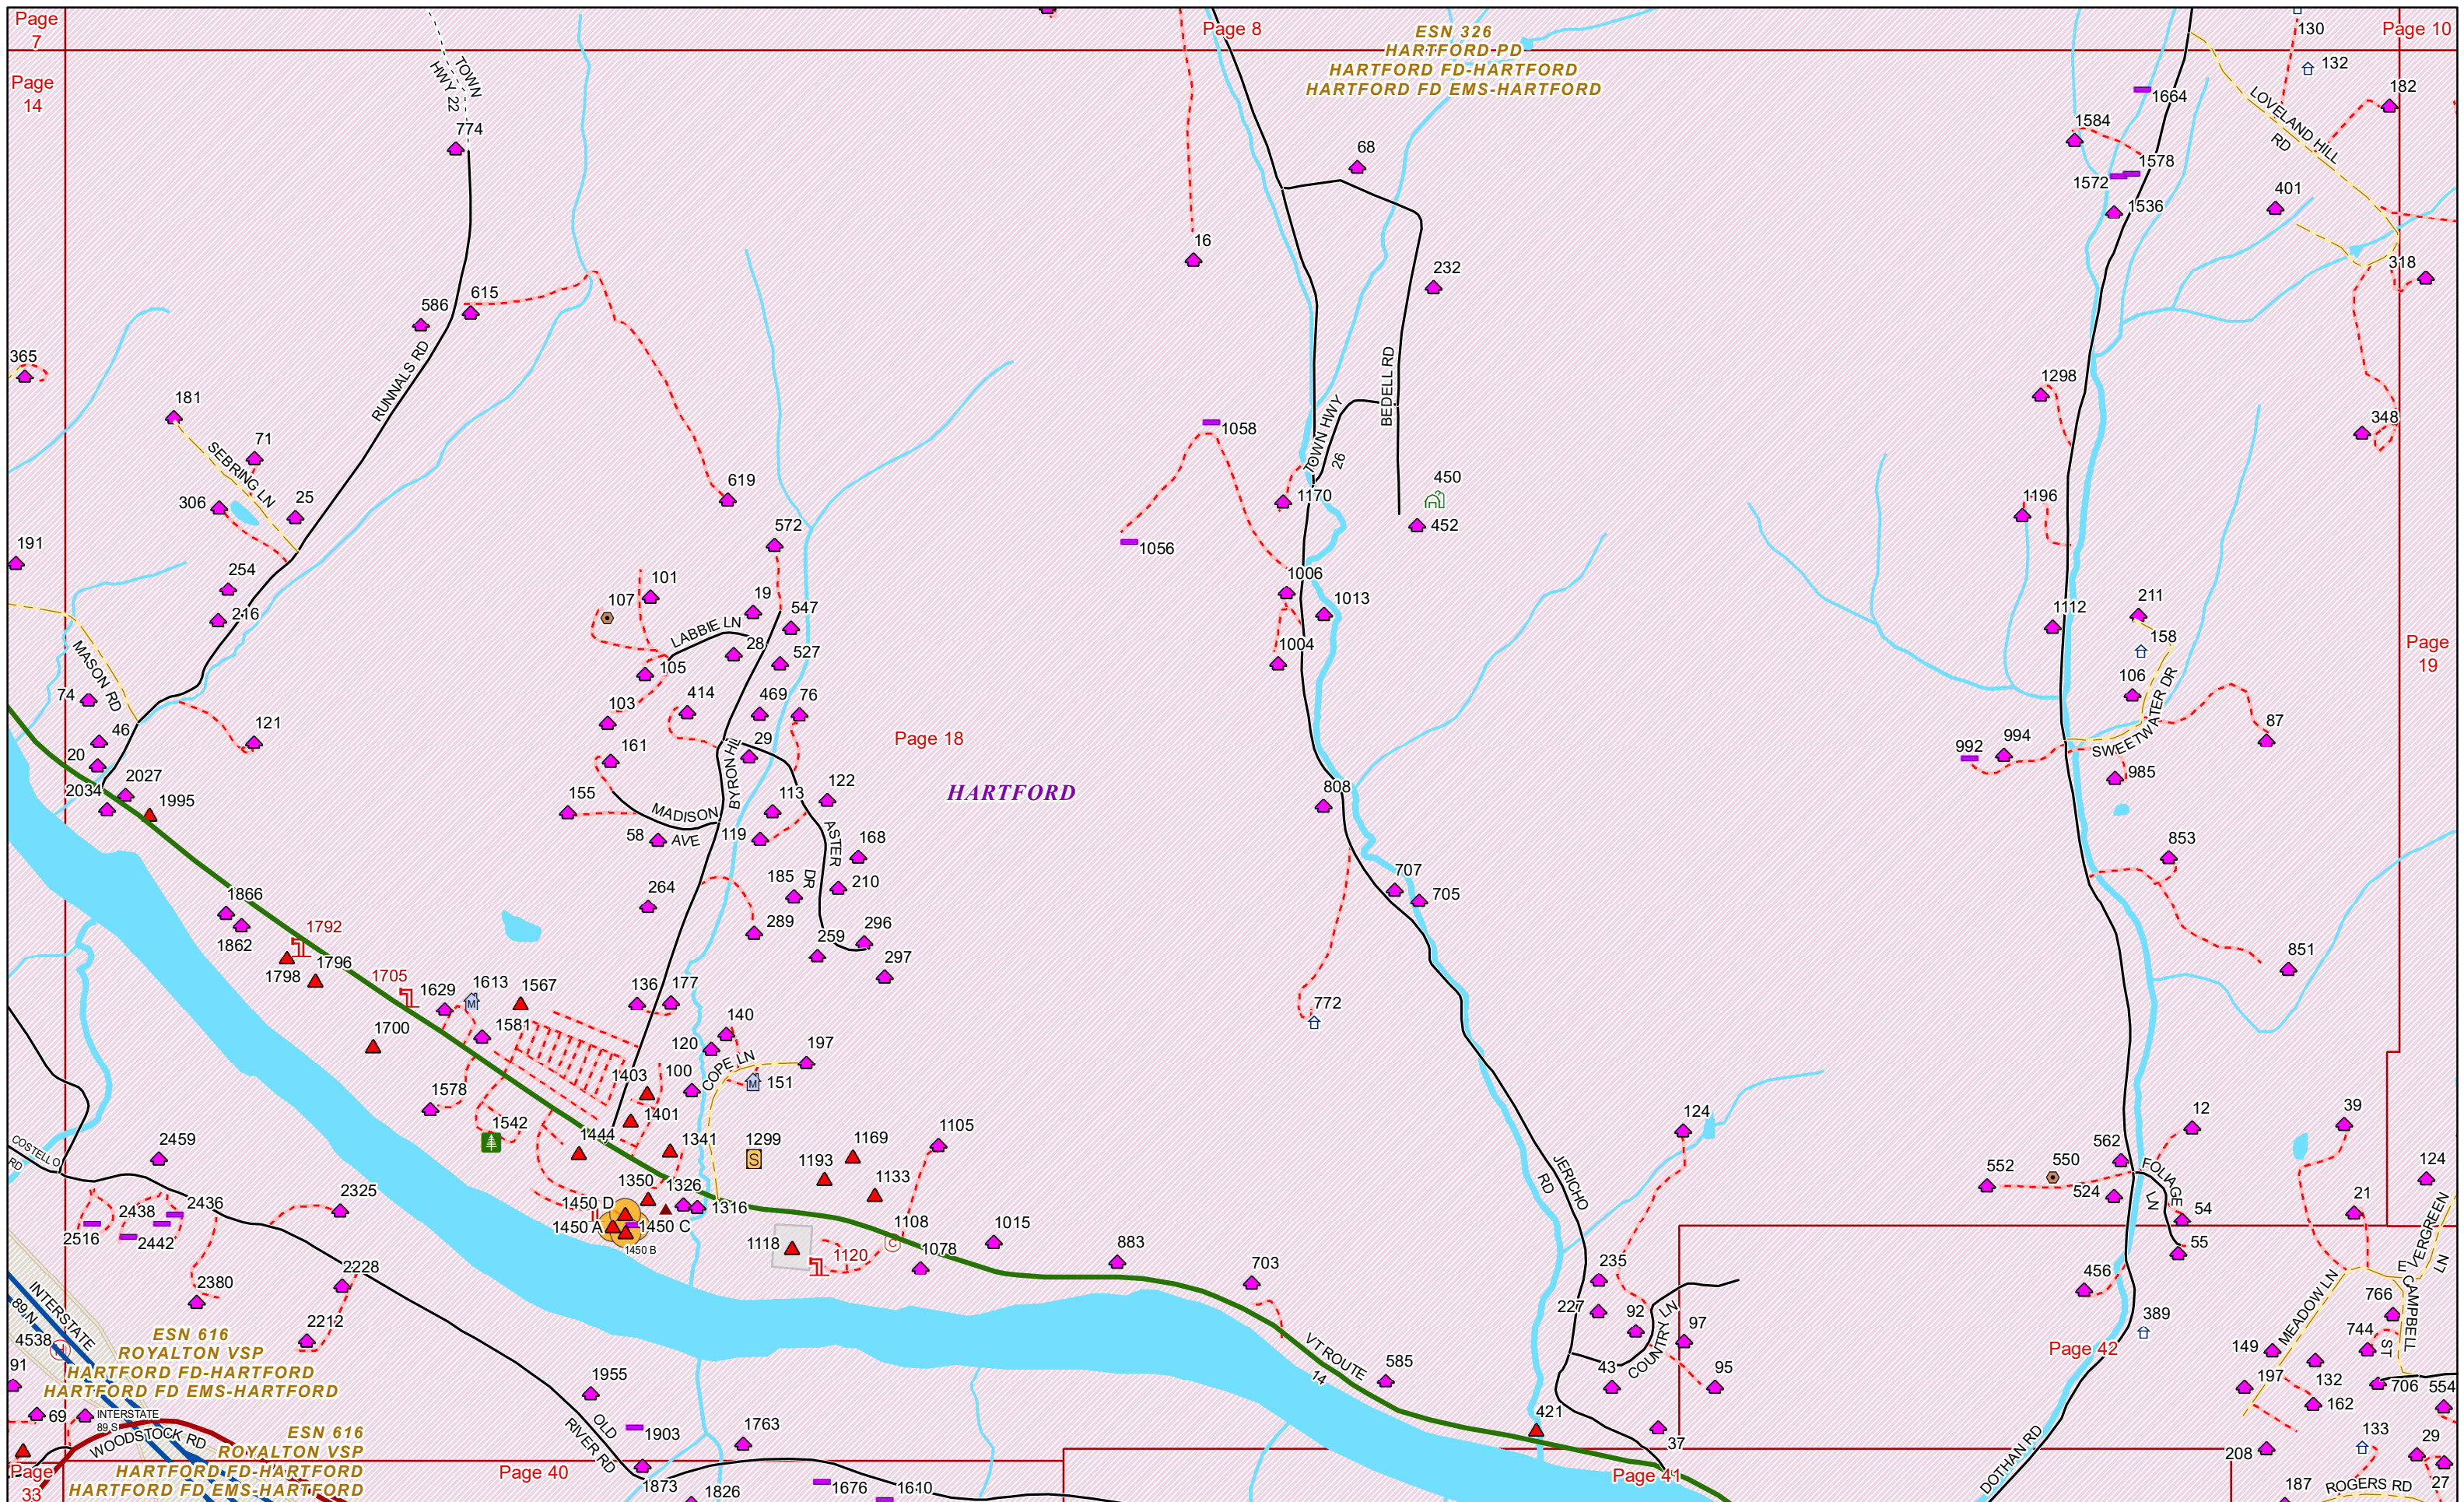 Page
7
Page 8
ESN 326
HARTFORD PD
HARTFORD FD-HARTFORD
HARTFORD FD EMS-HARTFORD
130
Page 10
Page
14
TOWN
HWY 22
132
182
1664
LOVELAND HILL
RD
774
68
1584
1578
1572
1536
401
16
232
318
615
586
365
RUNNALS RD
BEDELL RD
1298
181
71
SEBRING LN
1058
TOWN HWY
26
348
306
25
619
1170
450
452
1196
191
572
1056
254
216
101
107
19
547
1006
1013
1112
211
158
LABBIE LN
28
527
1004
Page
19
MASON RD
74
105
106
SWEETWATER DR
46
121
103
414
469
76
87
20
161
29
Page 18
992
994
985
2027
2034
1995
155
MADISON
AVE
BYRON HL
122
113
HARTFORD
808
58
119
ASTER
DR
168
853
1866
1862
264
185
210
707
705
1792
289
259
296
297
1798
1796
851
1705
1629
1613
1567
136
177
772
1700
1581
140
120
197
COPE LN
1578
1403
100
151
1401
124
12
39
COSTELLO
RD
2459
1542
1444
1341
1299
1169
1105
562
FOLIAGE
LN
1193
1133
JERICHO
RD
552
550
524
124
2325
1350
1326
1316
21
54
2438
2436
1450 D
1450 A
1450 C
1450 B
2516
2442
1118
1120
1108
1078
1015
883
703
55
EVERGREEN
LN
2380
2228
235
456
MEADOW LN
E CAMPBELL
ST
INTERSTATE
89 N
4538
2212
227
92
COUNTRY LN
97
389
766
ESN 616
ROYALTON VSP
HARTFORD FD-HARTFORD
HARTFORD FD EMS-HARTFORD
VT ROUTE
14
Page 42
149
744
91
1955
585
43
95
197
132
706
554
69
INTERSTATE
89 S
WOODSTOCK RD
OLD
RIVER RD
1903
1763
421
37
162
133
29
ESN 616
ROYALTON VSP
HARTFORD FD-HARTFORD
HARTFORD FD EMS-HARTFORD
DOTHAN RD
208
Page
33
Page 40
1873
1826
1676
1610
Page 41
187
ROGERS RD
27